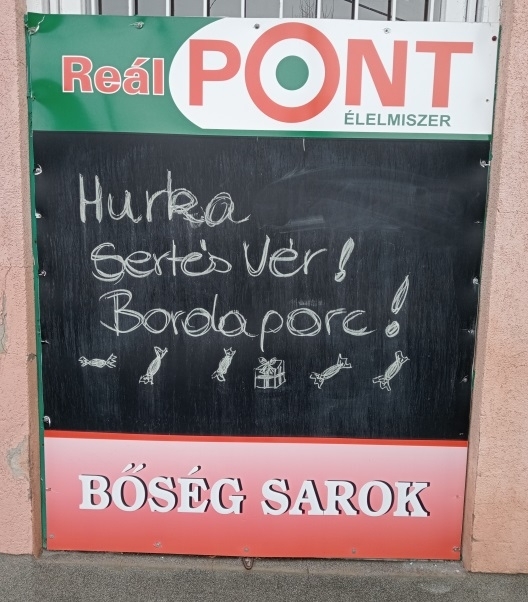 Reál PONT
ÉLELMISZER
Hurka
Sertés Vér!
Bordaporc!
BŐSÉG SAROK